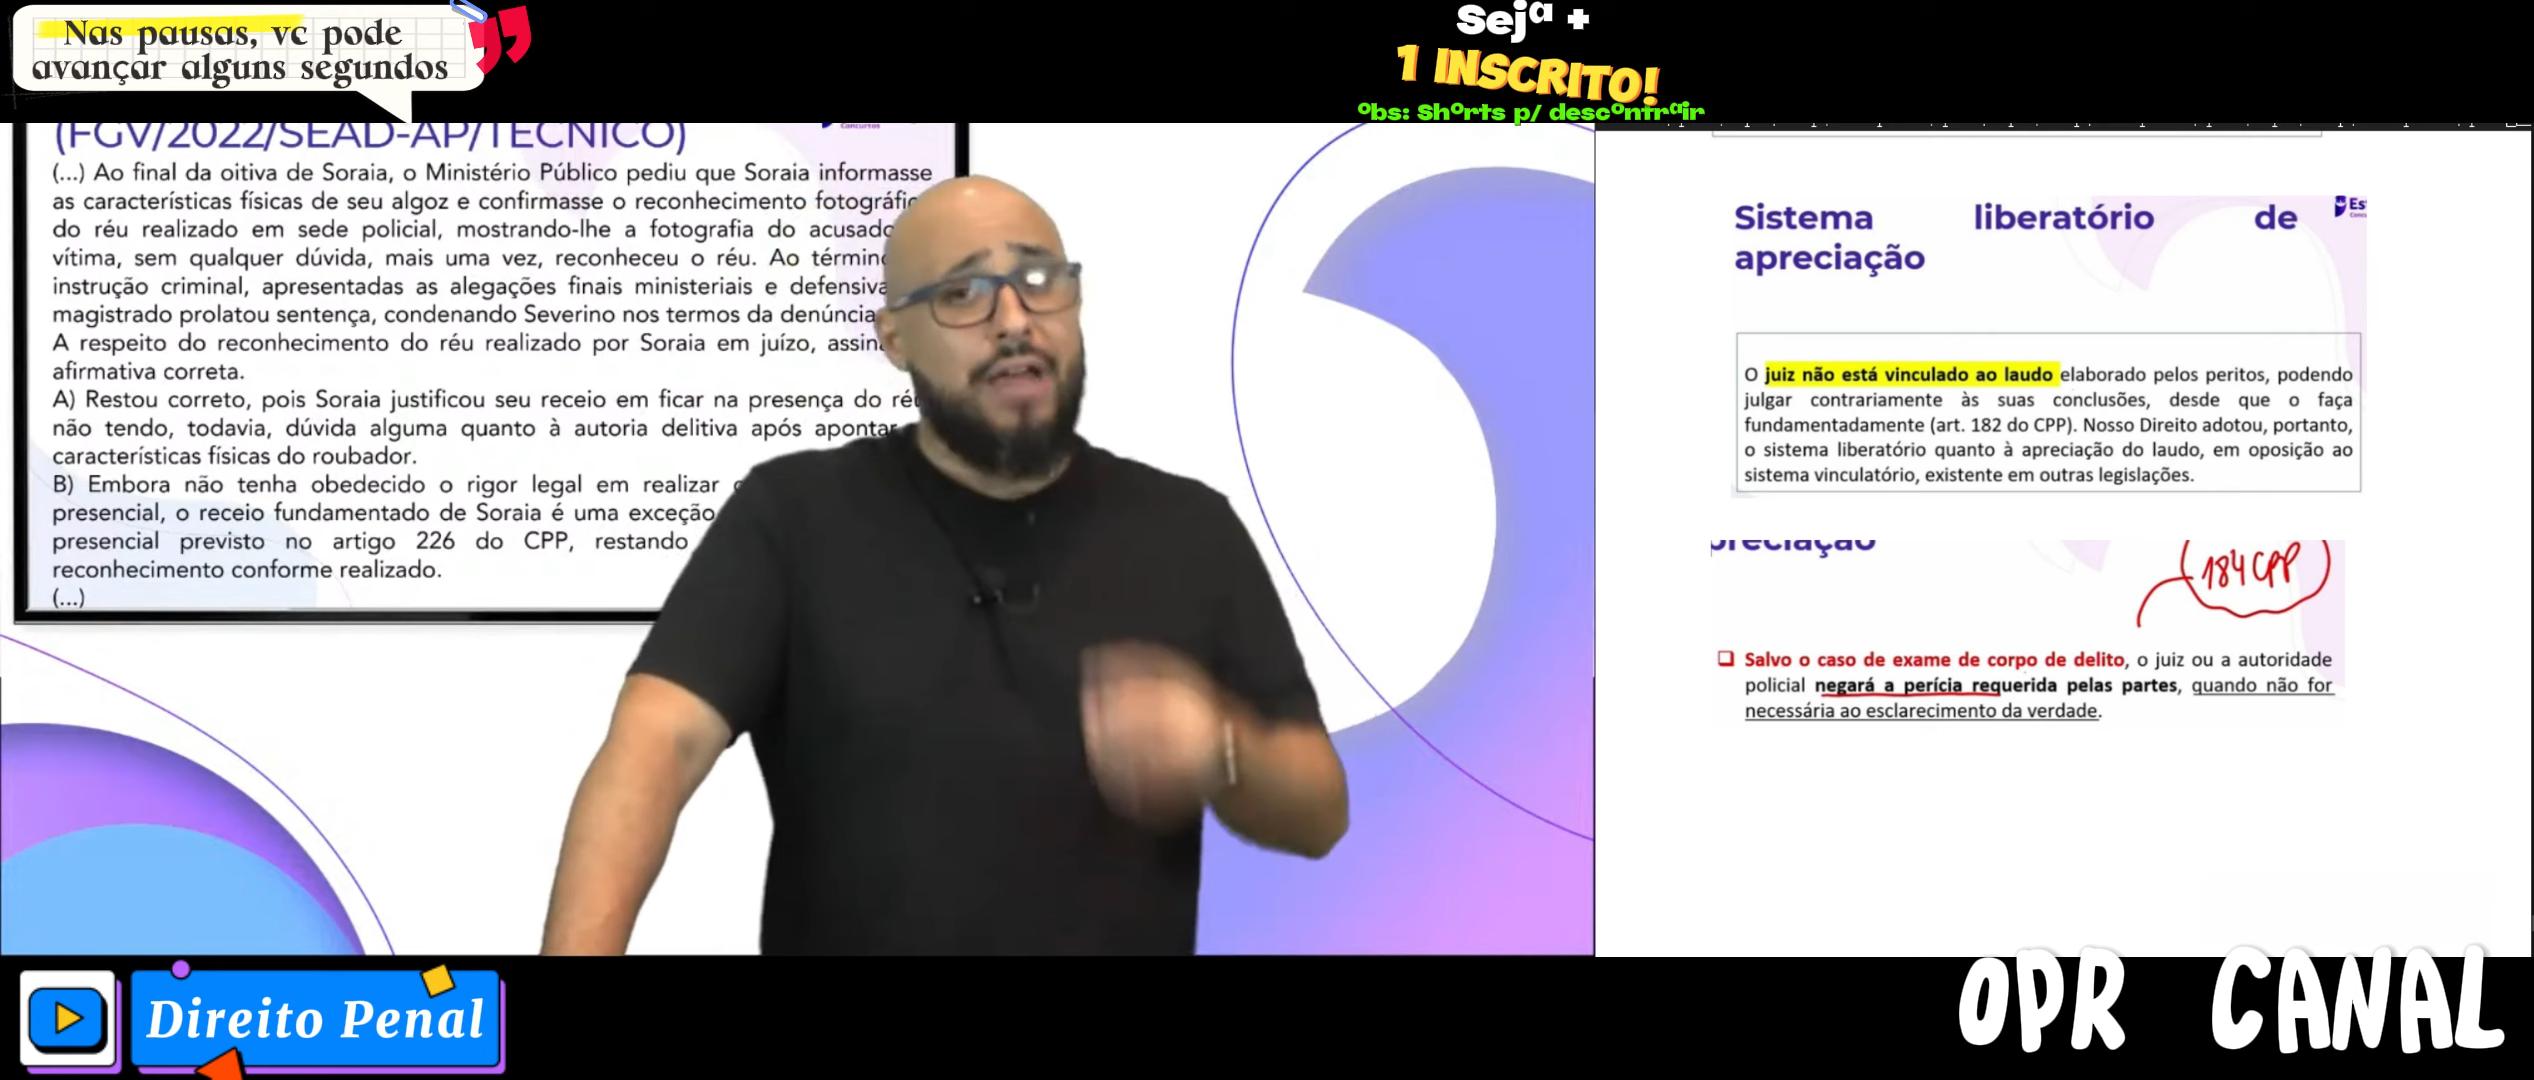 Nas pausas, vc pode
avançar alguns segundos
Seja +
1 INSCRITO!
obs: Shorts p/ descontrair
(FGV/2022/SEAD-AP/TÉCNICO)
(...) Ao final da oitiva de Soraia, o Ministério Público pediu que Soraia informasse
as características físicas de seu algoz e confirmasse o reconhecimento
do réu realizado em sede policial, mostrando-lhe a fotografia do
vítima, sem qualquer dúvida, mais uma vez, reconheceu o réu. Ao
instrução criminal, apresentadas as alegações finais ministeriais e
magistrado prolatou sentença, condenando Severino nos termos da denúncia
A respeito do reconhecimento do réu realizado por Soraia em juízo,
afirmativa correta.
A) Restou correto, pois Soraia justificou seu receio em ficar na presença do
não tendo, todavia, dúvida alguma quanto à autoria delitiva após apontar
características físicas do roubador.
B) Embora não tenha obedecido o rigor legal em realizar
presencial, o receio fundamentado de Soraia é uma exceção
presencial previsto no artigo 226 do CPP, restando
reconhecimento conforme realizado.
(...)
Concursos
Sistema liberatório de
apreciação
Es
O juiz não está vinculado ao laudo elaborado pelos peritos, podendo
julgar contrariamente às suas conclusões, desde que o faça
fundamentadamente (art. 182 do CPP). Nosso Direito adotou, portanto,
o sistema liberatório quanto à apreciação do laudo, em oposição ao
sistema vinculatório, existente em outras legislações.
preciação
184 CPP
Salvo o caso de exame de corpo de delito, o juiz ou a autoridade
policial negará a perícia requerida pelas partes, quando não for
necessária ao esclarecimento da verdade.
Direito Penal
OPR CANAL